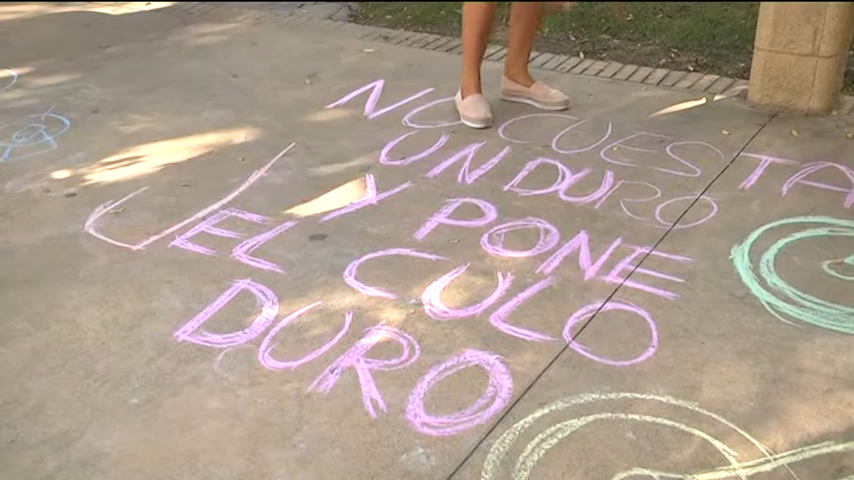 NO CUESTA
UN DURO
Y PONE
EL CULO
DURO